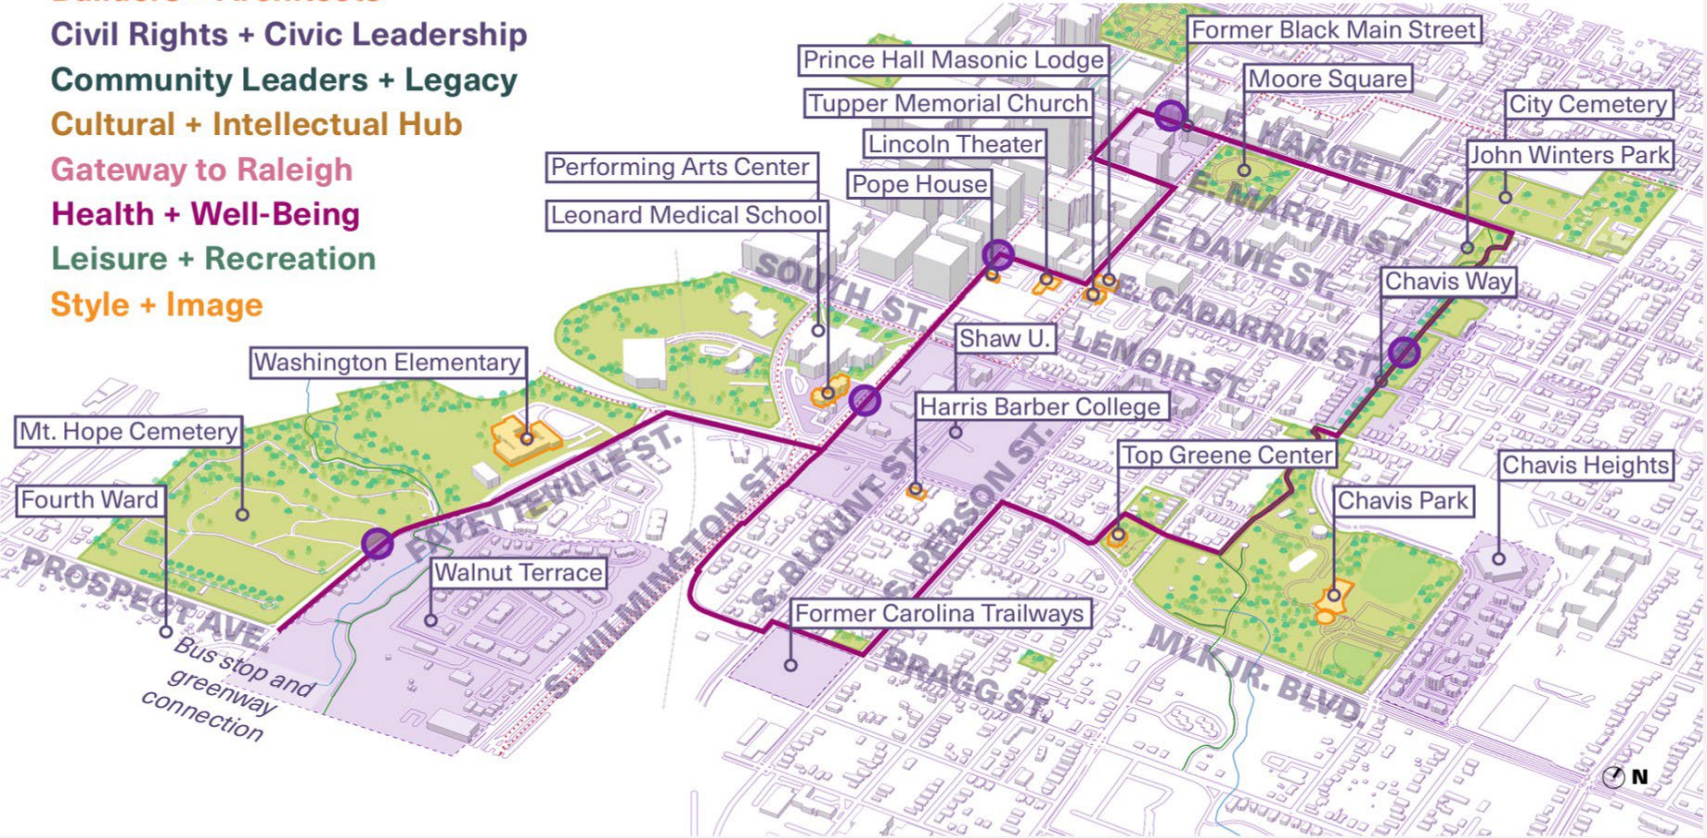 Builders + Architects
Civil Rights + Civic Leadership
Community Leaders + Legacy
Cultural + Intellectual Hub
Gateway to Raleigh
Health + Well-Being
Leisure + Recreation
Style + Image
Former Black Main Street
Prince Hall Masonic Lodge
Moore Square
Tupper Memorial Church
City Cemetery
Lincoln Theater
John Winters Park
Performing Arts Center
Pope House
Leonard Medical School
E. HARGETT ST.
E. MARTIN ST.
E. DAVIE ST.
E. CABARRUS ST.
SOUTH ST.
LENOIR ST.
Chavis Way
Shaw U.
Washington Elementary
Harris Barber College
Mt. Hope Cemetery
Top Greene Center
Chavis Heights
Fourth Ward
Chavis Park
FAYETTEVILLE ST.
S. WILMINGTON ST.
S. BLOUNT ST.
S. PERSON ST.
PROSPECT AVE.
Walnut Terrace
Former Carolina Trailways
BRAGG ST.
MLK JR. BLVD.
Bus stop and
greenway
connection
N